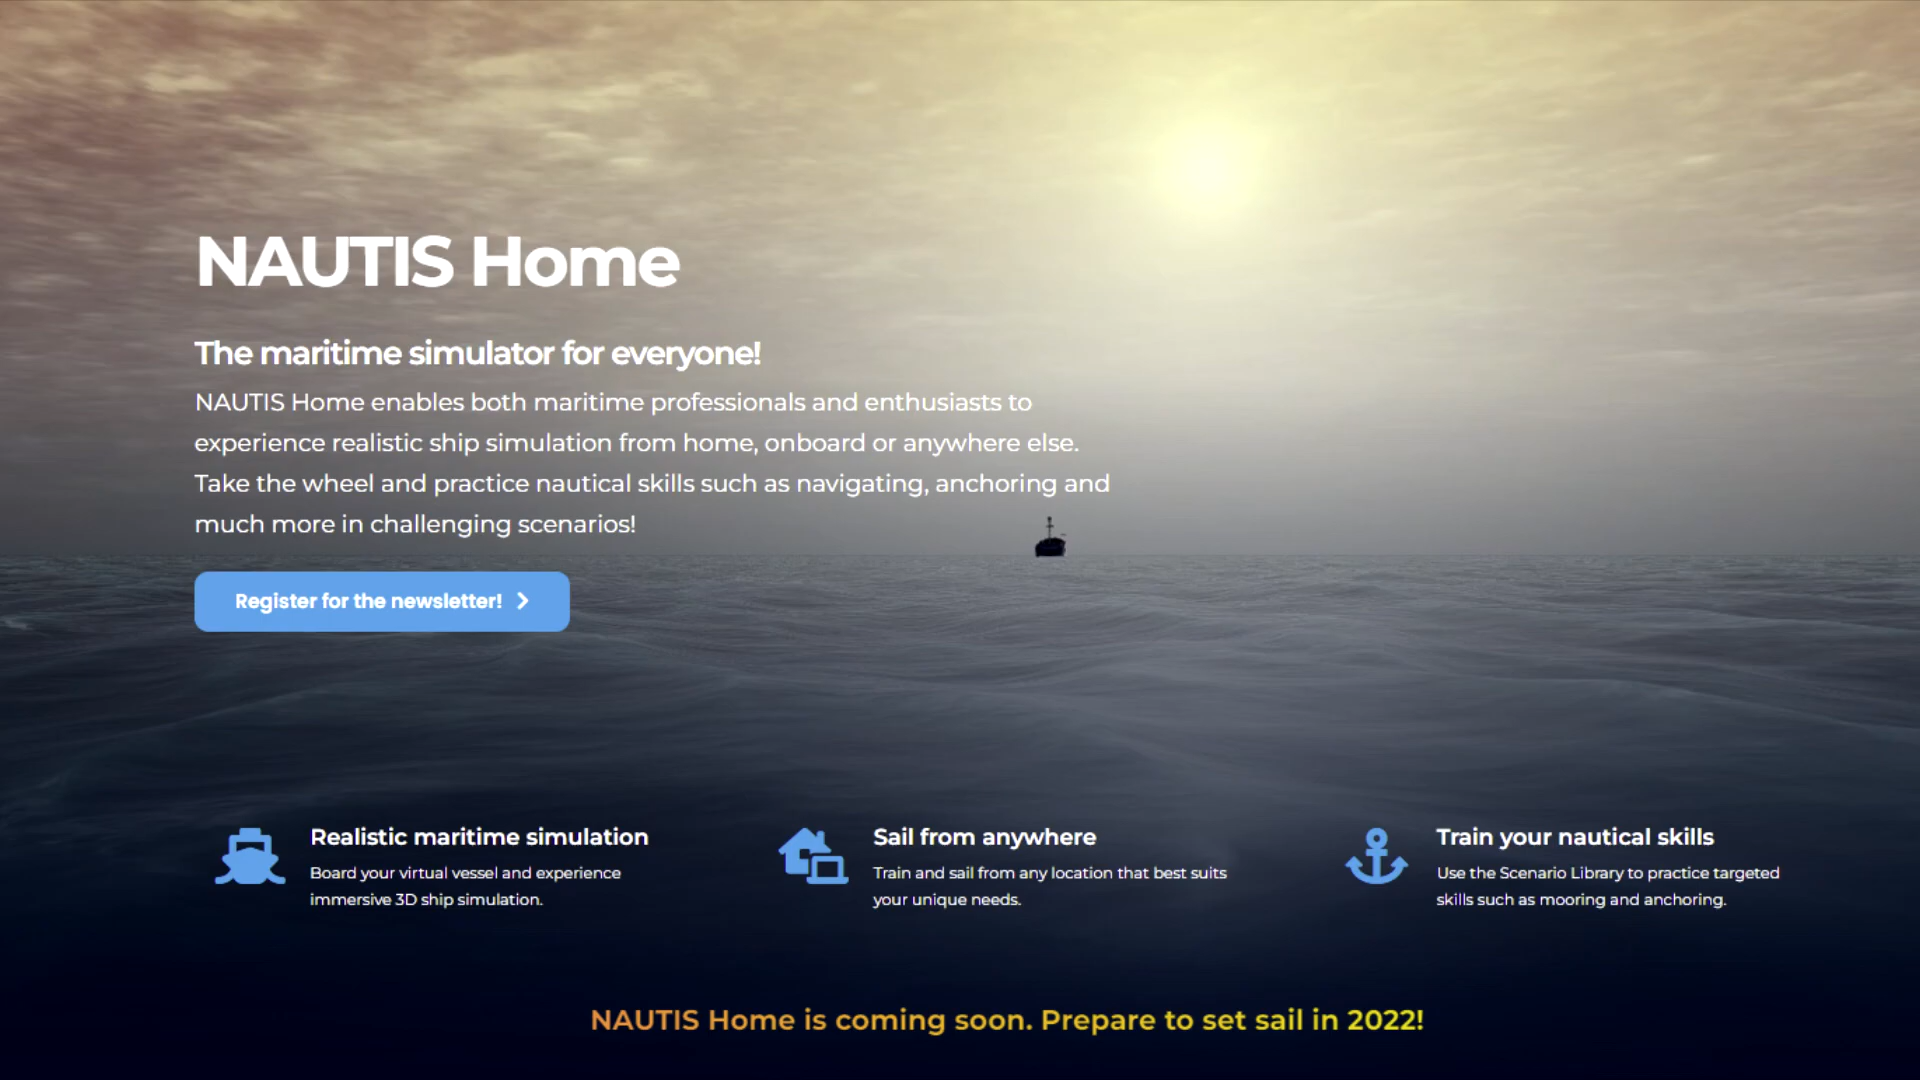 NAUTIS Home
The maritime simulator for everyone!
NAUTIS Home enables both maritime professionals and enthusiasts to
experience realistic ship simulation from home, onboard or anywhere else.
Take the wheel and practice nautical skills such as navigating, anchoring and
much more in challenging scenarios!
Register for the newsletter!
Realistic maritime simulation
Board your virtual vessel and experience
immersive 3D ship simulation.
Sail from anywhere
Train and sail from any location that best suits
your unique needs.
Train your nautical skills
Use the Scenario Library to practice targeted
skills such as mooring and anchoring.
NAUTIS Home is coming soon. Prepare to set sail in 2022!